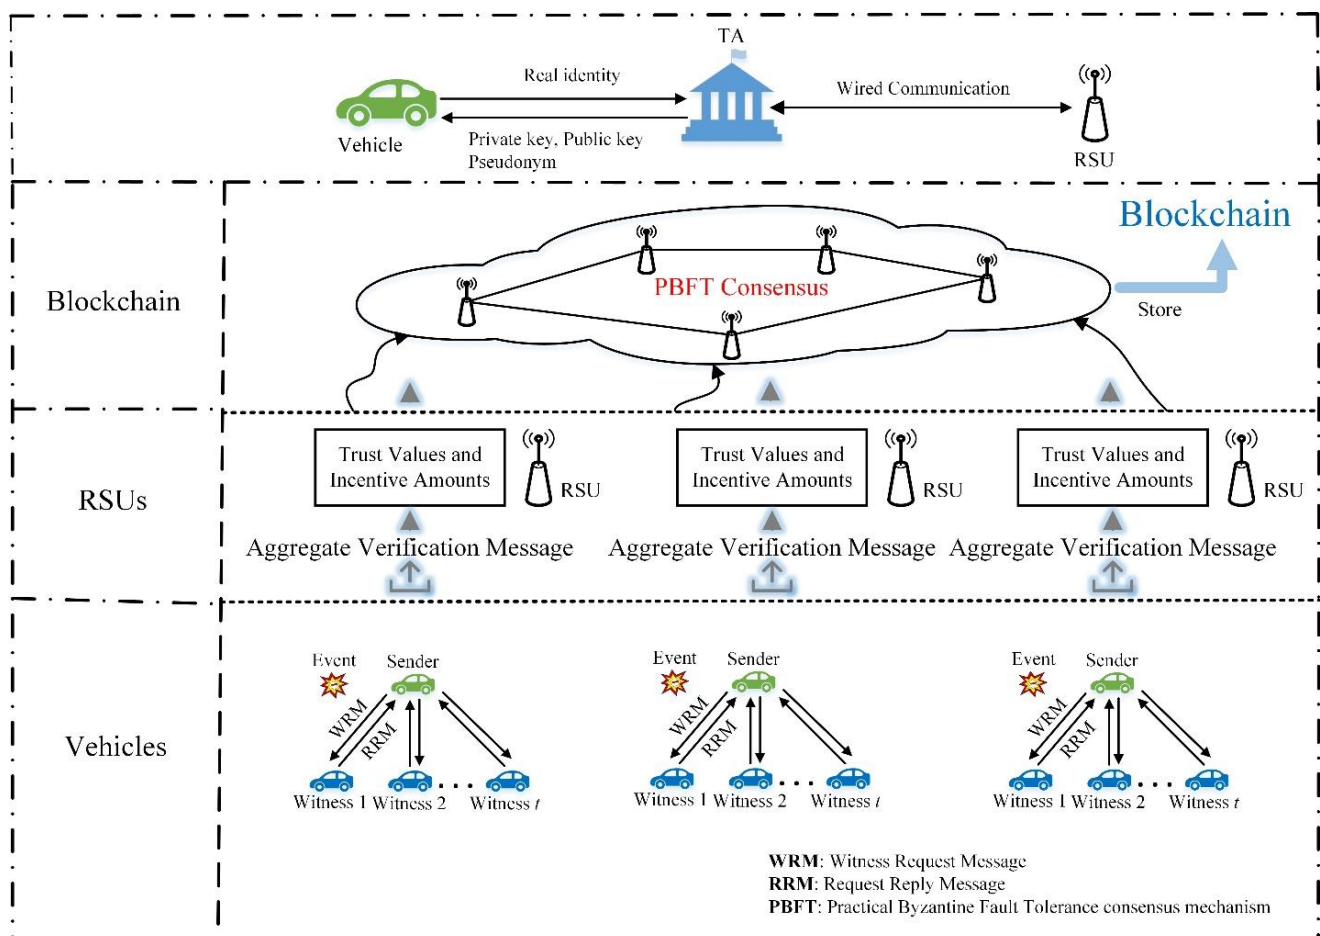 TA
Real identity
Wired Communication
Vehicle
Private key, Public key
Pseudonym
RSU
Blockchain
Blockchain
PBFT Consensus
Store
RSUs
Trust Values and
Incentive Amounts
RSU
Trust Values and
Incentive Amounts
RSU
Trust Values and
Incentive Amounts
RSU
Aggregate Verification Message
Aggregate Verification Message
Aggregate Verification Message
Vehicles
Event
Sender
WRM
RRM
Witness 1
Witness 2
...
Witness t
Event
Sender
WRM
RRM
Witness 1
Witness 2
...
Witness t
Event
Sender
WRM
RRM
Witness 1
Witness 2
...
Witness t
WRM: Witness Request Message
RRM: Request Reply Message
PBFT: Practical Byzantine Fault Tolerance consensus mechanism